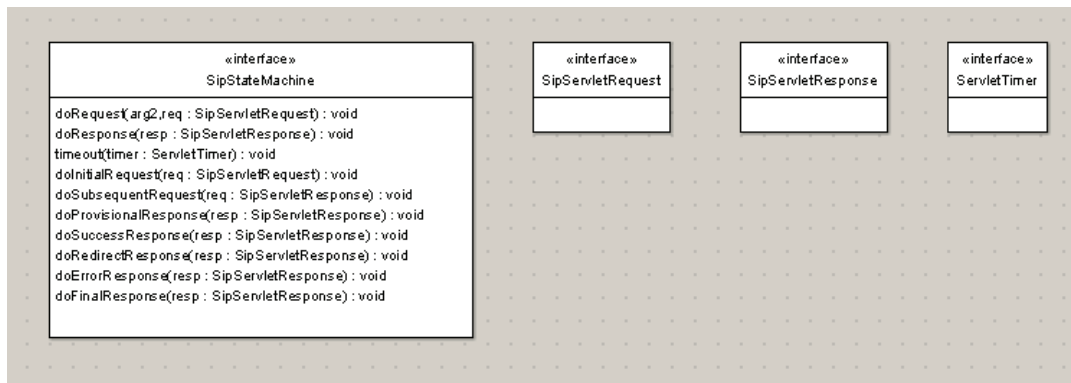 «interface»
SipStateMachine
doRequest(arg2,req : SipServletRequest) : void
doResponse(resp : SipServletResponse) : void
timeout(timer : ServletTimer) : void
doInitialRequest(req : SipServletRequest) : void
doSubsequentRequest(req : SipServletResponse) : void
doProvisionalResponse(resp : SipServletResponse) : void
doSuccessResponse(resp : SipServletResponse) : void
doRedirectResponse(resp : SipServletResponse) : void
doErrorResponse(resp : SipServletResponse) : void
doFinalResponse(resp : SipServletResponse) : void
«interface»
SipServletRequest
«interface»
SipServletResponse
«interface»
ServletTimer